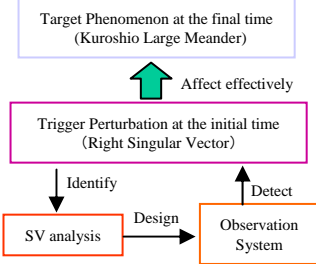 Target Phenomenon at the final time
(Kuroshio Large Meander)
Affect effectively
Trigger Perturbation at the initial time
（Right Singular Vector）
Identify
Detect
Design
SV analysis
Observation
System